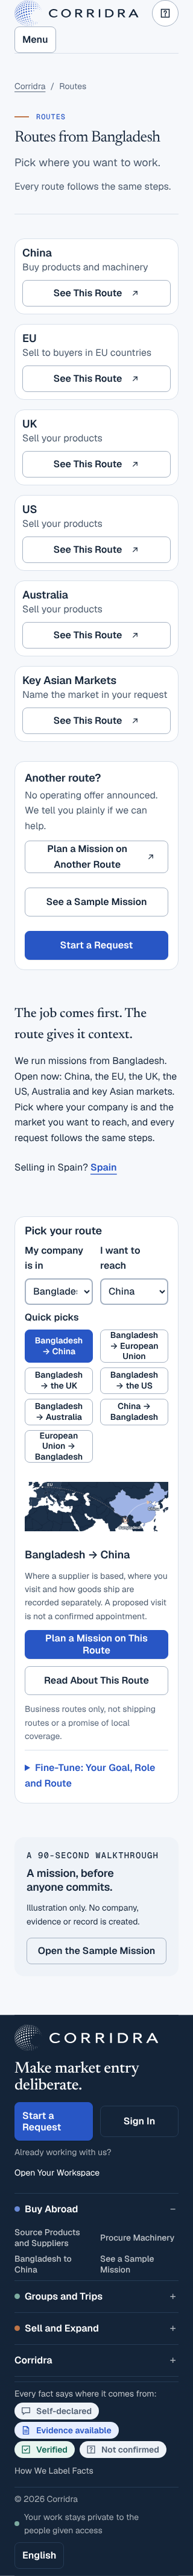 CORRIDRA
Menu
Corridra / Routes
ROUTES
Routes from Bangladesh
Pick where you want to work.
Every route follows the same steps.
China
Buy products and machinery
See This Route ↗
EU
Sell to buyers in EU countries
See This Route ↗
UK
Sell your products
See This Route ↗
US
Sell your products
See This Route ↗
Australia
Sell your products
See This Route ↗
Key Asian Markets
Name the market in your request
See This Route ↗
Another route?
No operating offer announced.
We tell you plainly if we can
help.
Plan a Mission on
Another Route ↗
See a Sample Mission
Start a Request
The job comes first. The
route gives it context.
We run missions from Bangladesh.
Open now: China, the EU, the UK, the
US, Australia and key Asian markets.
Pick where your company is and the
market you want to reach, and every
request follows the same steps.
Selling in Spain? Spain
Pick your route
My company
is in
I want to
reach
Banglade
China
Quick picks
Bangladesh
→ China
Bangladesh
→ European
Union
Bangladesh
→ the UK
Bangladesh
→ the US
Bangladesh
→ Australia
China →
Bangladesh
European
Union →
Bangladesh
EU
Bangladesh → China
Where a supplier is based, where you
visit and how goods ship are
recorded separately. A proposed visit
is not a confirmed appointment.
Plan a Mission on This
Route
Read About This Route
Business routes only, not shipping
routes or a promise of local
coverage.
Fine-Tune: Your Goal, Role
and Route
A 90-SECOND WALKTHROUGH
A mission, before
anyone commits.
Illustration only. No company,
evidence or record is created.
Open the Sample Mission
CORRIDRA
Make market entry
deliberate.
Start a
Request
Sign In
Already working with us?
Open Your Workspace
Buy Abroad −
Source Products
and Suppliers
Procure Machinery
Bangladesh to
China
See a Sample
Mission
Groups and Trips +
Sell and Expand +
Corridra +
Every fact says where it comes from:
Self-declared
Evidence available
Verified
Not confirmed
How We Label Facts
© 2026 Corridra
Your work stays private to the
people given access
English